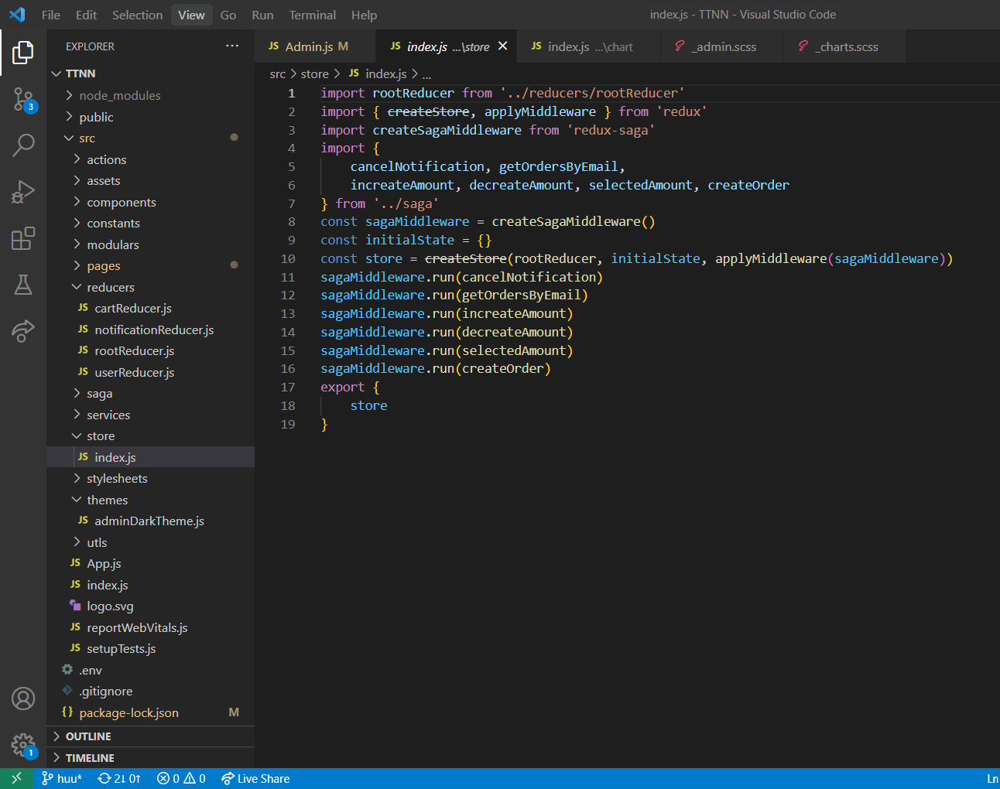 File Edit Selection View Go Run Terminal Help index.js - TTNN - Visual Studio Code
EXPLORER ···
JS Admin.js M JS index.js ...\store JS index.js ...\chart _admin.scss _charts.scss
src > store > JS index.js > ...
TTNN
node_modules
public
src
actions
assets
components
constants
modulars
pages
reducers
JS cartReducer.js
JS notificationReducer.js
JS rootReducer.js
JS userReducer.js
saga
services
store
JS index.js
stylesheets
themes
JS adminDarkTheme.js
utls
JS App.js
JS index.js
logo.svg
JS reportWebVitals.js
JS setupTests.js
.env
.gitignore
{} package-lock.json M
OUTLINE
TIMELINE
3
1
1 import rootReducer from '../reducers/rootReducer'
2 import { createStore, applyMiddleware } from 'redux'
3 import createSagaMiddleware from 'redux-saga'
4 import {
5 cancelNotification, getOrdersByEmail,
6 increateAmount, decreateAmount, selectedAmount, createOrder
7 } from '../saga'
8 const sagaMiddleware = createSagaMiddleware()
9 const initialState = {}
10 const store = createStore(rootReducer, initialState, applyMiddleware(sagaMiddleware))
11 sagaMiddleware.run(cancelNotification)
12 sagaMiddleware.run(getOrdersByEmail)
13 sagaMiddleware.run(increateAmount)
14 sagaMiddleware.run(decreateAmount)
15 sagaMiddleware.run(selectedAmount)
16 sagaMiddleware.run(createOrder)
17 export {
18 store
19 }
huu* 2↓ 0↑ 0 0 Live Share Ln